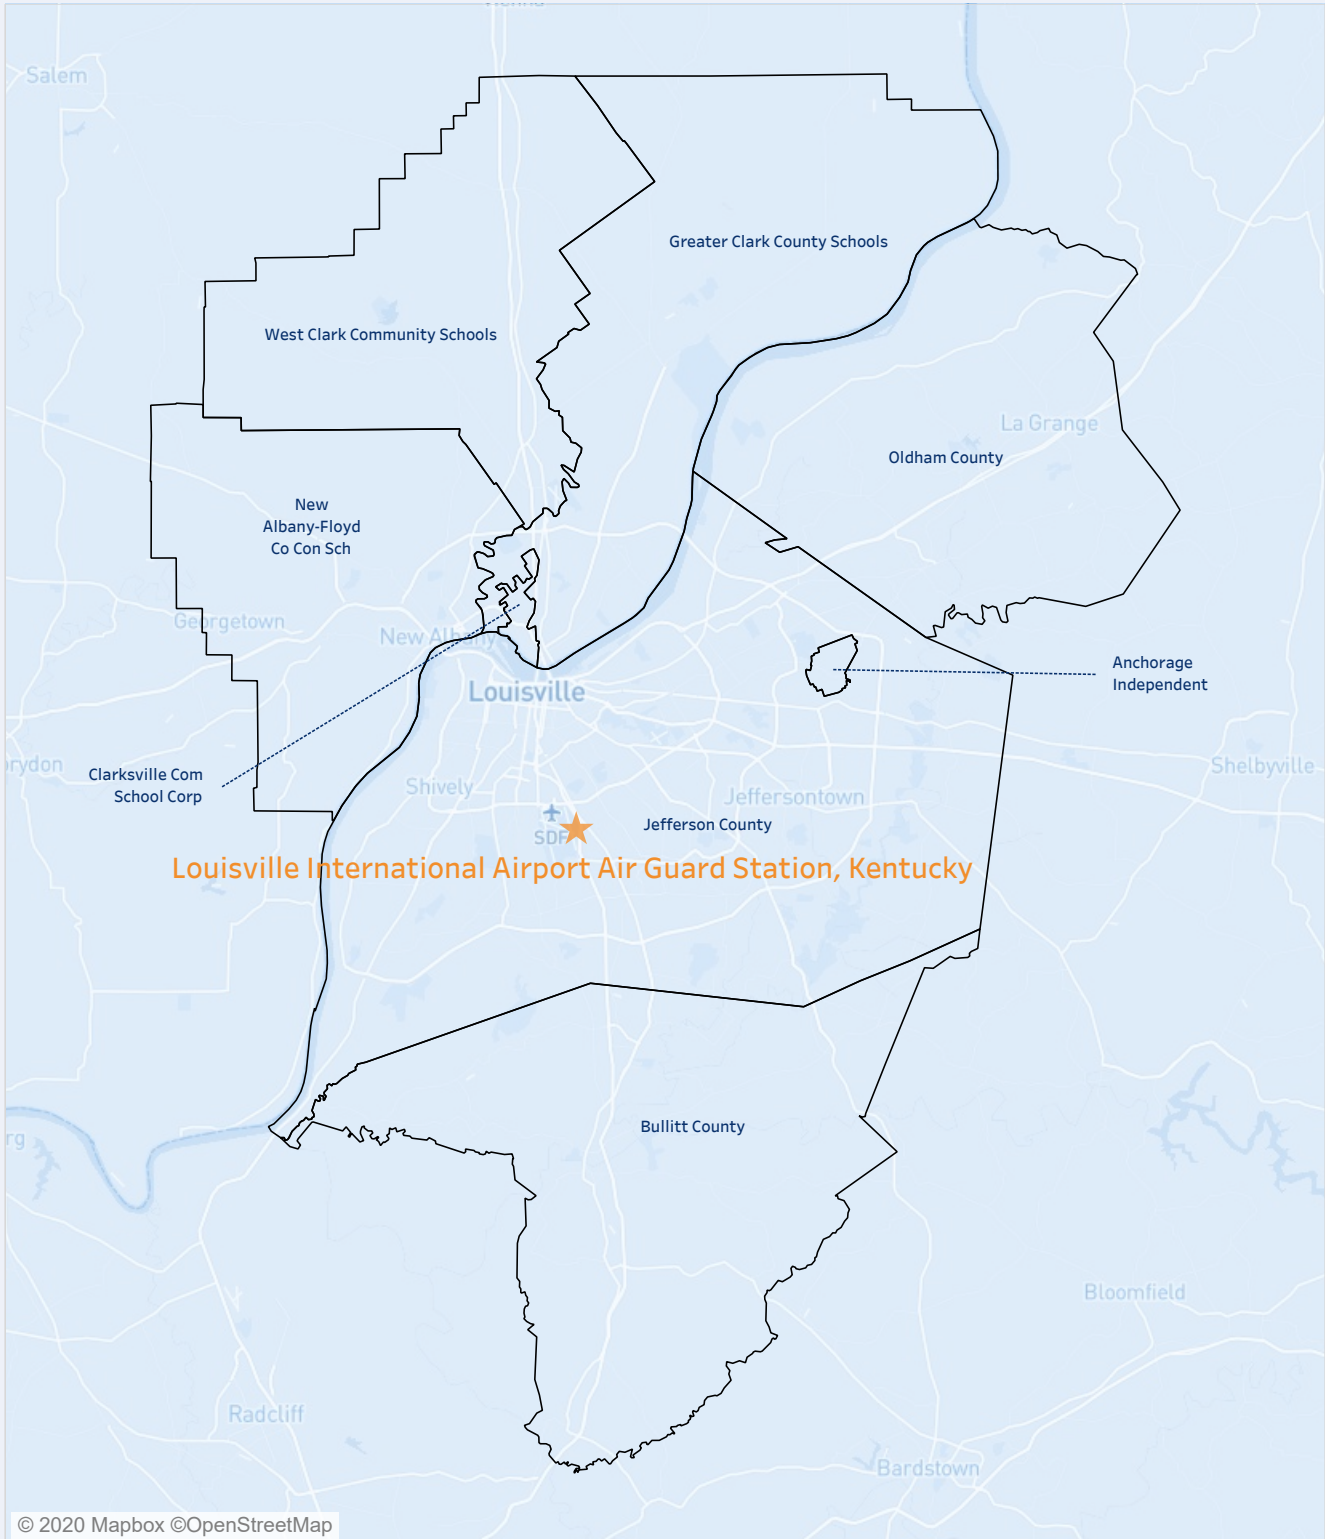 Salem
Greater Clark County Schools
West Clark Community Schools
La Grange
Oldham County
New
Albany-Floyd
Co Con Sch
Georgetown
New Albany
Anchorage
Independent
Louisville
Clarksville Com
School Corp
Shelbyville
Shively
Jeffersontown
SDF
Jefferson County
Louisville International Airport Air Guard Station, Kentucky
Bullitt County
Bloomfield
Radcliff
Bardstown
© 2020 Mapbox ©OpenStreetMap